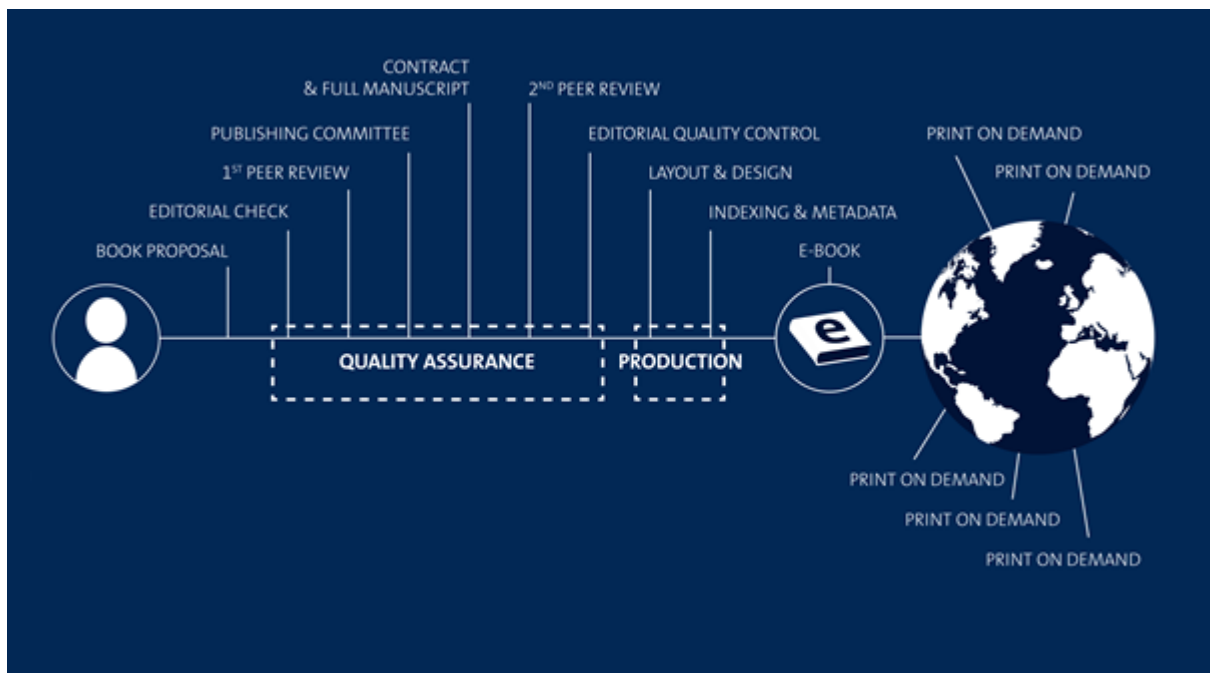 CONTRACT
& FULL MANUSCRIPT
2ND PEER REVIEW
PUBLISHING COMMITTEE
EDITORIAL QUALITY CONTROL
PRINT ON DEMAND
1ST PEER REVIEW
LAYOUT & DESIGN
PRINT ON DEMAND
EDITORIAL CHECK
INDEXING & METADATA
BOOK PROPOSAL
E-BOOK
e
QUALITY ASSURANCE
PRODUCTION
PRINT ON DEMAND
PRINT ON DEMAND
PRINT ON DEMAND